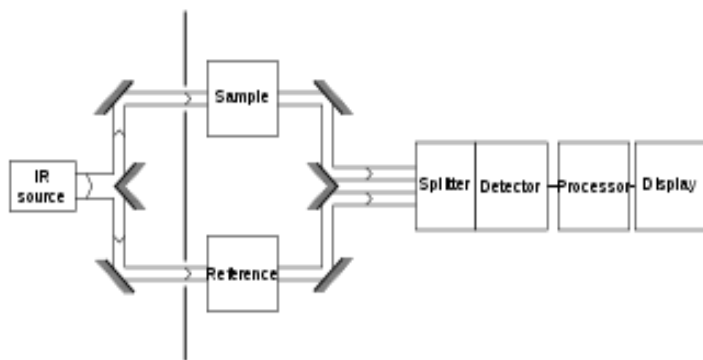 Sample
IR
source
Splitter
Detector
Processor
Display
Reference